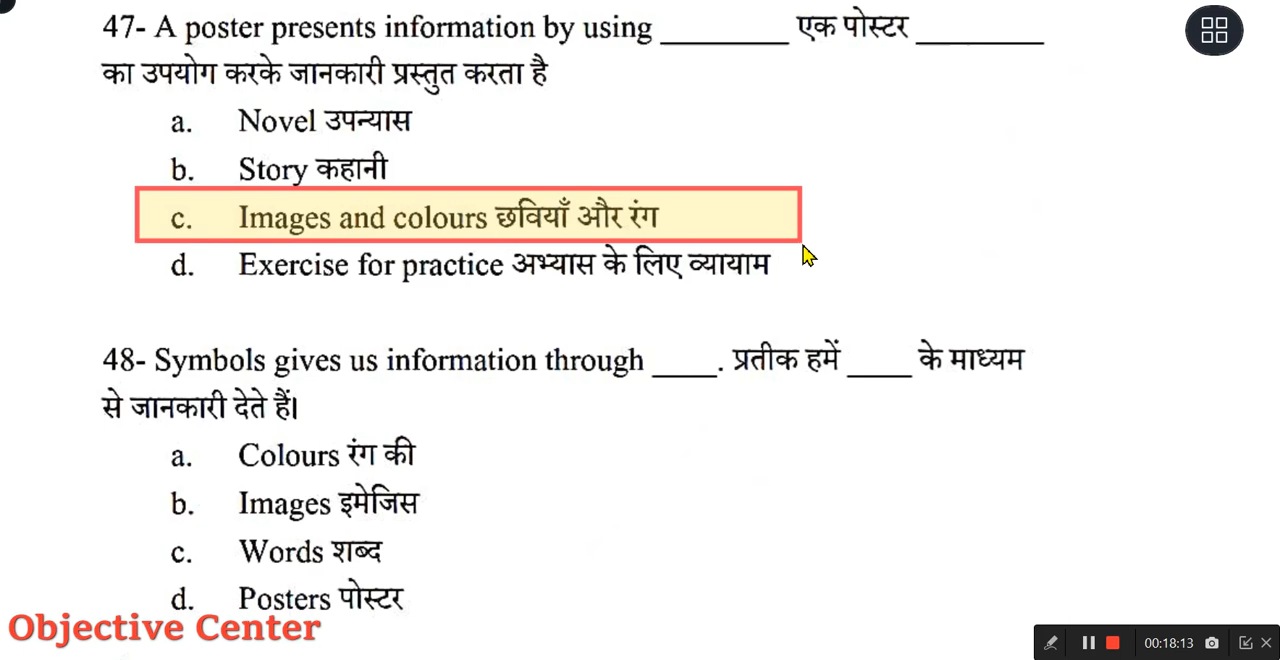 47- A poster presents information by using ________ एक पोस्टर ________
का उपयोग करके जानकारी प्रस्तुत करता है
a. Novel उपन्यास
b. Story कहानी
c. Images and colours छवियाँ और रंग
d. Exercise for practice अभ्यास के लिए व्यायाम
48- Symbols gives us information through ____. प्रतीक हमें ____ के माध्यम
से जानकारी देते हैं।
a. Colours रंग की
b. Images इमेजिस
c. Words शब्द
d. Posters पोस्टर
Objective Center
00:18:13